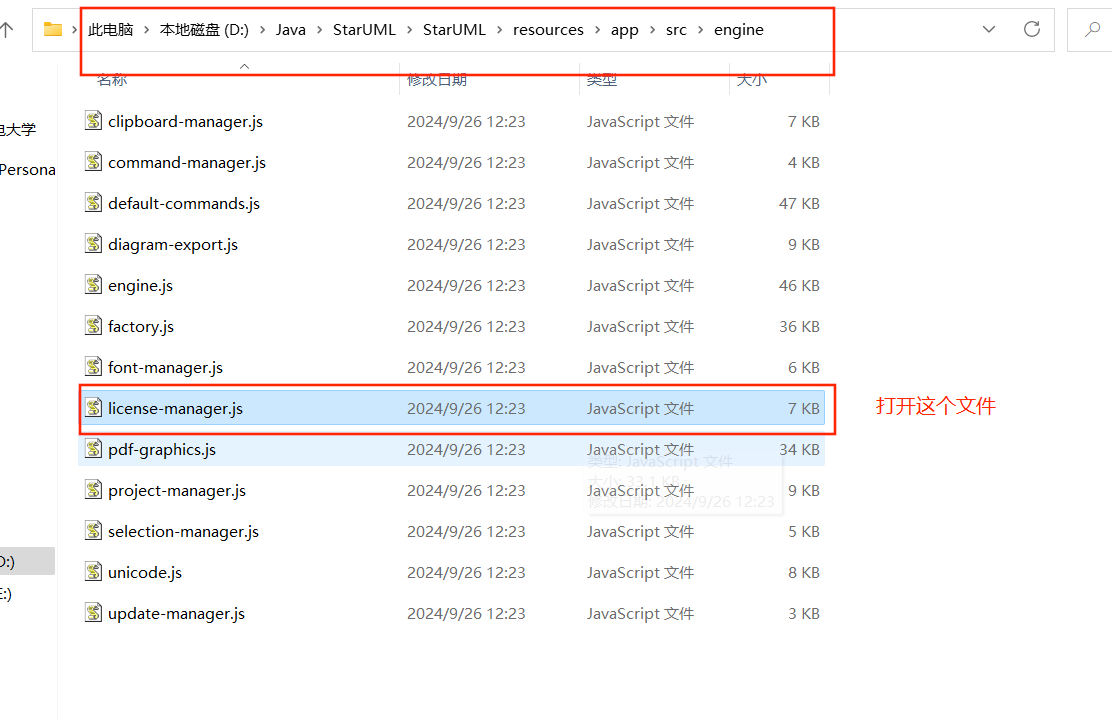 此电脑 > 本地磁盘 (D:) > Java > StarUML > StarUML > resources > app > src > engine
名称 修改日期 类型 大小
clipboard-manager.js 2024/9/26 12:23 JavaScript 文件 7 KB
电大学
command-manager.js 2024/9/26 12:23 JavaScript 文件 4 KB
Persona
default-commands.js 2024/9/26 12:23 JavaScript 文件 47 KB
diagram-export.js 2024/9/26 12:23 JavaScript 文件 9 KB
engine.js 2024/9/26 12:23 JavaScript 文件 46 KB
factory.js 2024/9/26 12:23 JavaScript 文件 36 KB
font-manager.js 2024/9/26 12:23 JavaScript 文件 6 KB
license-manager.js 2024/9/26 12:23 JavaScript 文件 7 KB
打开这个文件
pdf-graphics.js 2024/9/26 12:23 JavaScript 文件 34 KB
类型: JavaScript 文件
大小: 33.1 KB
project-manager.js 2024/9/26 12:23 JavaScript 文件 9 KB
修改日期: 2024/9/26 12:23
selection-manager.js 2024/9/26 12:23 JavaScript 文件 5 KB
D:)
unicode.js 2024/9/26 12:23 JavaScript 文件 8 KB
E:)
update-manager.js 2024/9/26 12:23 JavaScript 文件 3 KB